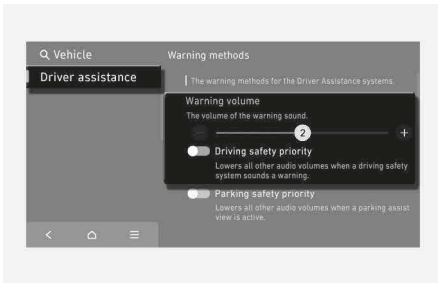 Vehicle
Warning methods
Driver assistance
The warning methods for the Driver Assistance systems.
Warning volume
The volume of the warning sound.
2
Driving safety priority
Lowers all other audio volumes when a driving safety
system sounds a warning.
Parking safety priority
Lowers all other audio volumes when a parking assist
view is active.